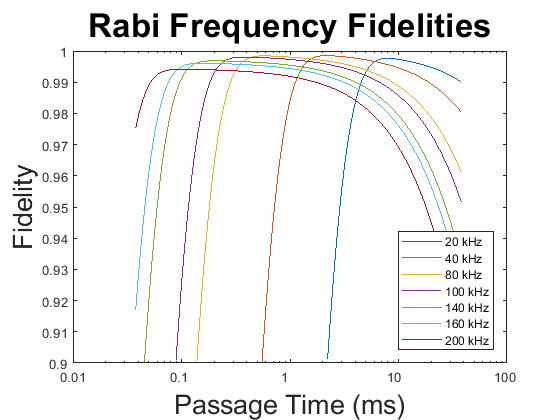 Rabi Frequency Fidelities
1
0.99
0.98
0.97
0.96
0.95
0.94
0.93
0.92
0.91
0.9
Fidelity
20 kHz
40 kHz
80 kHz
100 kHz
140 kHz
160 kHz
200 kHz
0.01
0.1
1
10
100
Passage Time (ms)